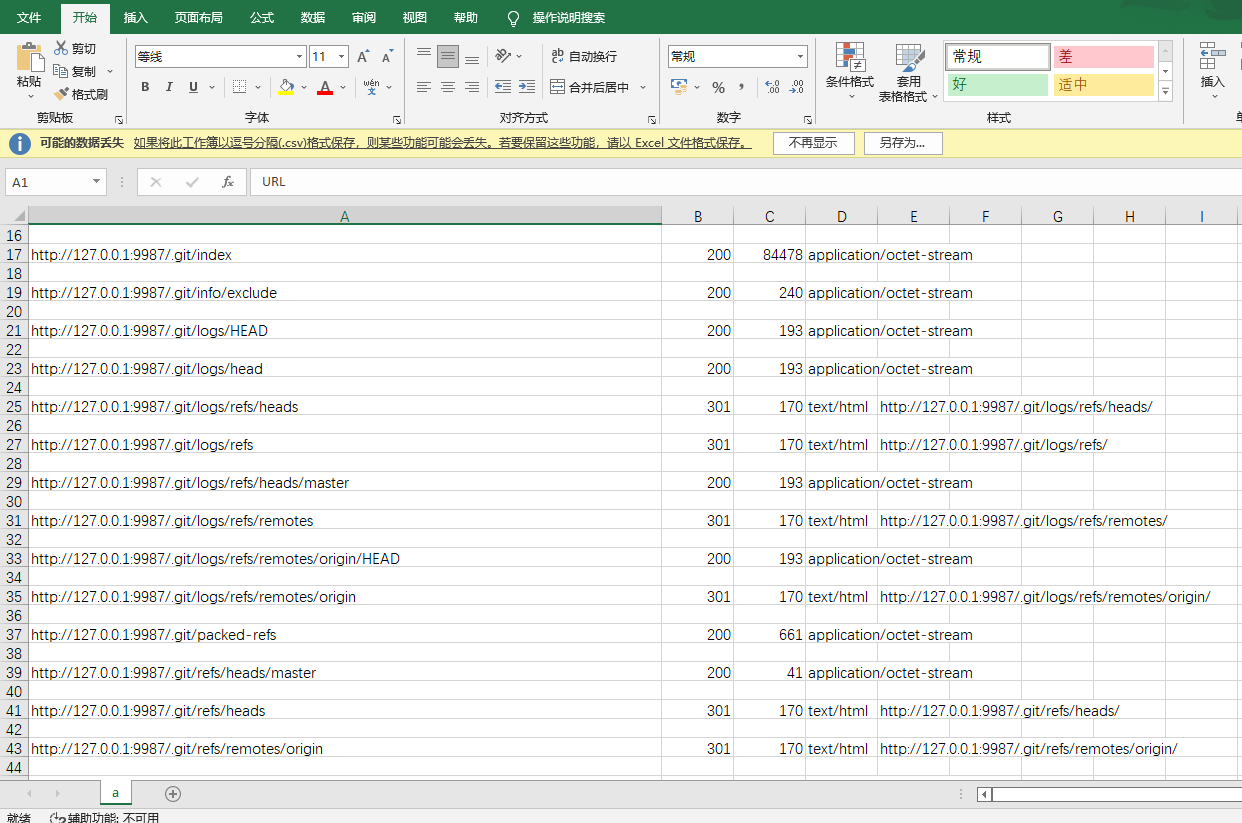 文件 开始 插入 页面布局 公式 数据 审阅 视图 帮助 操作说明搜索
剪切 等线 11 A A ab 自动换行 常规 常规 差
粘贴 复制 条件格式 套用 插入
格式刷 B I U A wén 文 合并后居中 % , 表格格式 好 适中
剪贴板 字体 对齐方式 数字 样式
可能的数据丢失 如果将此工作簿以逗号分隔(.csv)格式保存，则某些功能可能会丢失。若要保留这些功能，请以 Excel 文件格式保存。 不再显示 另存为...
A1 fx URL
A B C D E F G H I
16
17 http://127.0.0.1:9987/.git/index 200 84478 application/octet-stream
18
19 http://127.0.0.1:9987/.git/info/exclude 200 240 application/octet-stream
20
21 http://127.0.0.1:9987/.git/logs/HEAD 200 193 application/octet-stream
22
23 http://127.0.0.1:9987/.git/logs/head 200 193 application/octet-stream
24
25 http://127.0.0.1:9987/.git/logs/refs/heads 301 170 text/html http://127.0.0.1:9987/.git/logs/refs/heads/
26
27 http://127.0.0.1:9987/.git/logs/refs 301 170 text/html http://127.0.0.1:9987/.git/logs/refs/
28
29 http://127.0.0.1:9987/.git/logs/refs/heads/master 200 193 application/octet-stream
30
31 http://127.0.0.1:9987/.git/logs/refs/remotes 301 170 text/html http://127.0.0.1:9987/.git/logs/refs/remotes/
32
33 http://127.0.0.1:9987/.git/logs/refs/remotes/origin/HEAD 200 193 application/octet-stream
34
35 http://127.0.0.1:9987/.git/logs/refs/remotes/origin 301 170 text/html http://127.0.0.1:9987/.git/logs/refs/remotes/origin/
36
37 http://127.0.0.1:9987/.git/packed-refs 200 661 application/octet-stream
38
39 http://127.0.0.1:9987/.git/refs/heads/master 200 41 application/octet-stream
40
41 http://127.0.0.1:9987/.git/refs/heads 301 170 text/html http://127.0.0.1:9987/.git/refs/heads/
42
43 http://127.0.0.1:9987/.git/refs/remotes/origin 301 170 text/html http://127.0.0.1:9987/.git/refs/remotes/origin/
44
a
就绪 辅助功能: 不可用